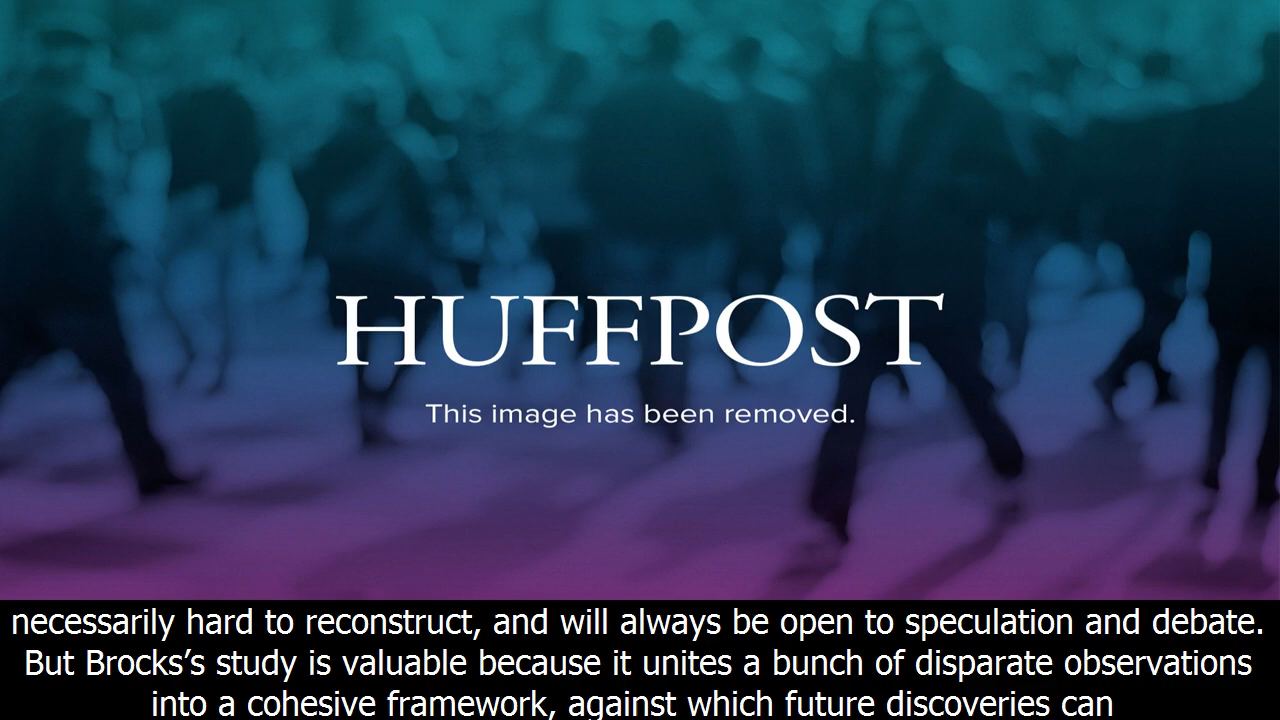 HUFFPOST
This image has been removed.
necessarily hard to reconstruct, and will always be open to speculation and debate.
But Brocks’s study is valuable because it unites a bunch of disparate observations
into a cohesive framework, against which future discoveries can